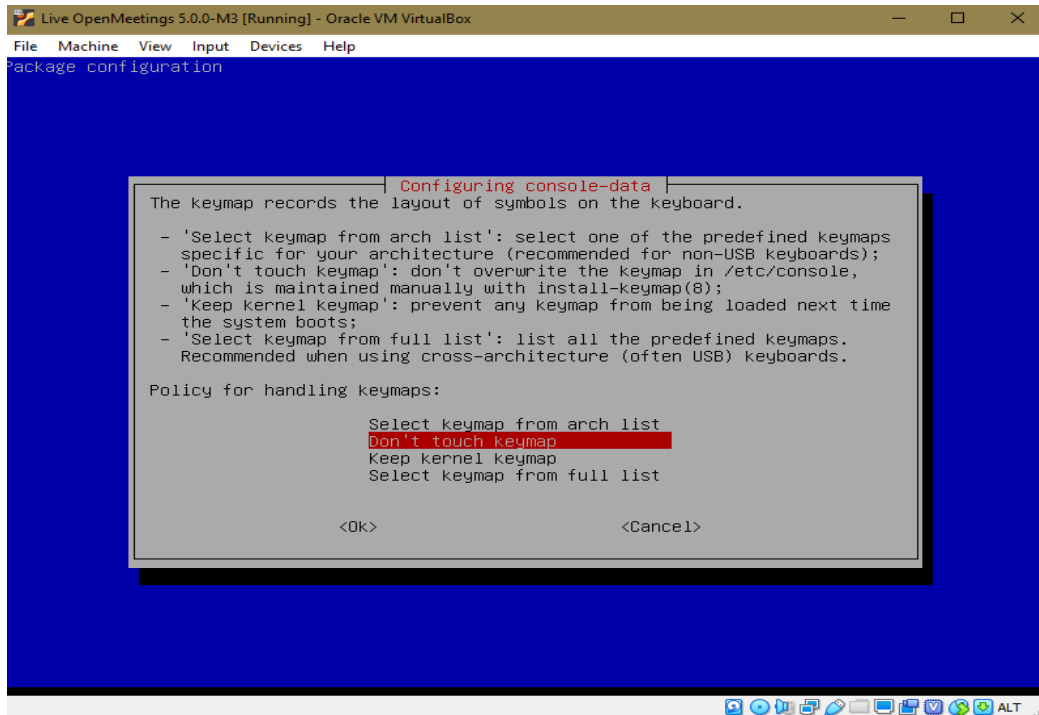 Live OpenMeetings 5.0.0-M3 [Running] - Oracle VM VirtualBox
File Machine View Input Devices Help
Package configuration
Configuring console-data
The keymap records the layout of symbols on the keyboard.
- 'Select keymap from arch list': select one of the predefined keymaps
specific for your architecture (recommended for non-USB keyboards);
- 'Don't touch keymap': don't overwrite the keymap in /etc/console,
which is maintained manually with install-keymap(8);
- 'Keep kernel keymap': prevent any keymap from being loaded next time
the system boots;
- 'Select keymap from full list': list all the predefined keymaps.
Recommended when using cross-architecture (often USB) keyboards.
Policy for handling keymaps:
Select keymap from arch list
Don't touch keymap
Keep kernel keymap
Select keymap from full list
<Ok> <Cancel>
ALT